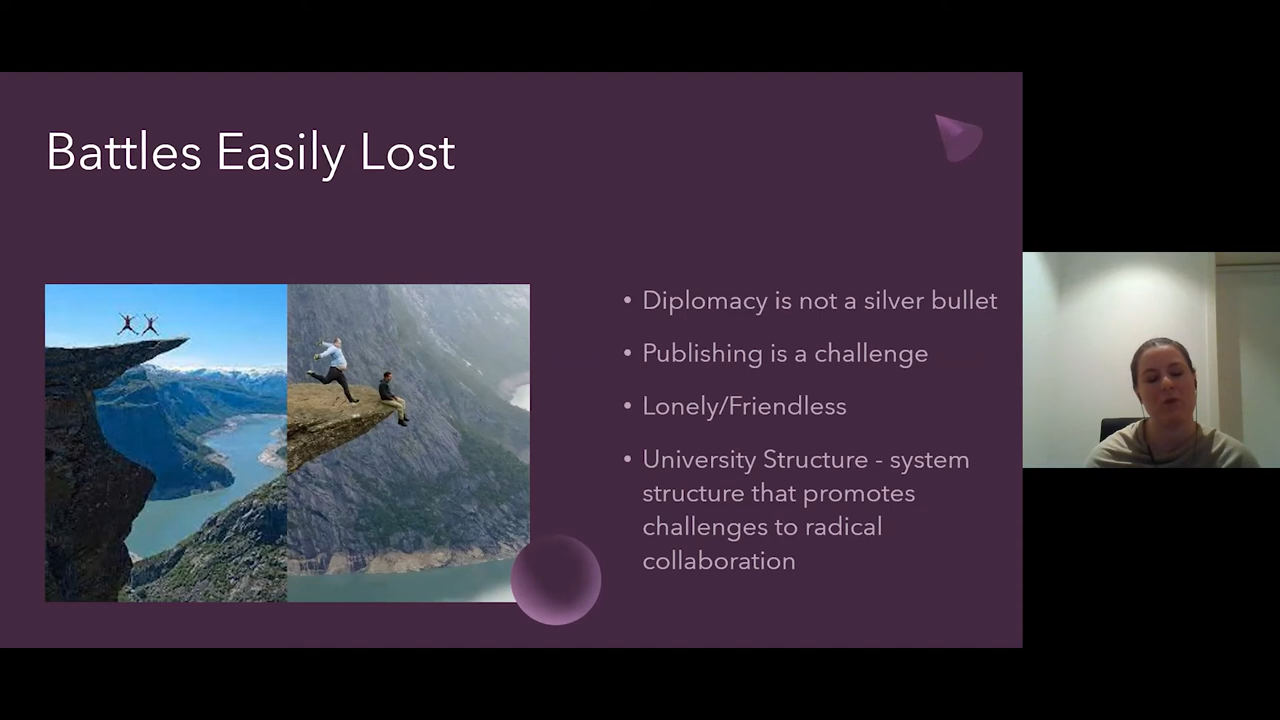 Battles Easily Lost
• Diplomacy is not a silver bullet
• Publishing is a challenge
• Lonely/Friendless
• University Structure - system
structure that promotes
challenges to radical
collaboration